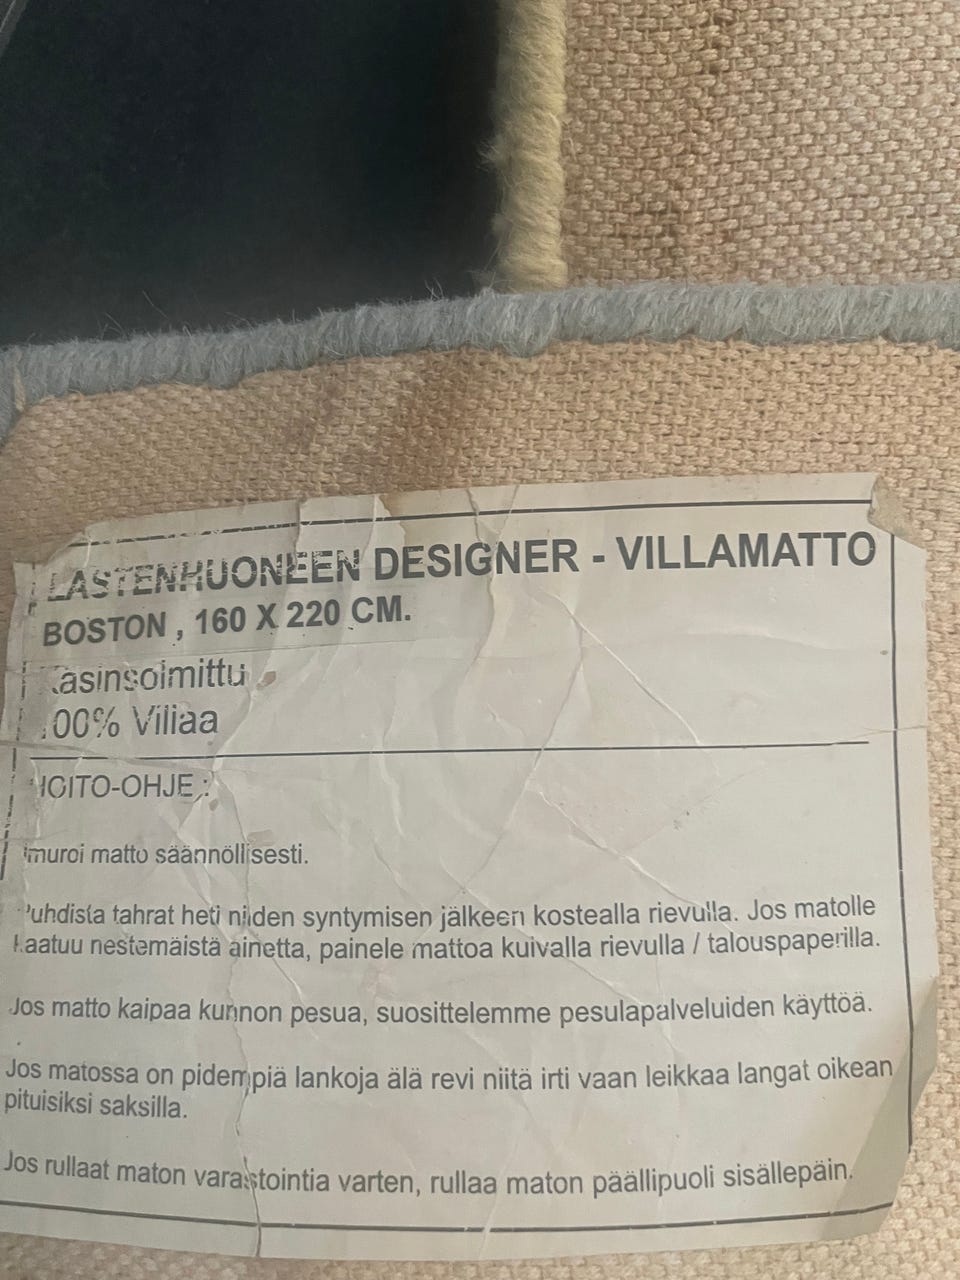 LASTENHUONEEN DESIGNER - VILLAMATTO
BOSTON , 160 X 220 CM.
äsinsolmittu
00% Villaa
HOITO-OHJE :
Imuroi matto säännöllisesti.
Puhdista tahrat heti niiden syntymisen jälkeen kostealla rievulla. Jos matolle
kaatuu nestemäistä ainetta, painele mattoa kuivalla rievulla / talouspaperilla.
Jos matto kaipaa kunnon pesua, suosittelemme pesulapalveluiden käyttöä.
Jos matossa on pidempiä lankoja älä revi niitä irti vaan leikkaa langat oikean
pituisiksi saksilla.
Jos rullaat maton varastointia varten, rullaa maton päällipuoli sisällepäin.